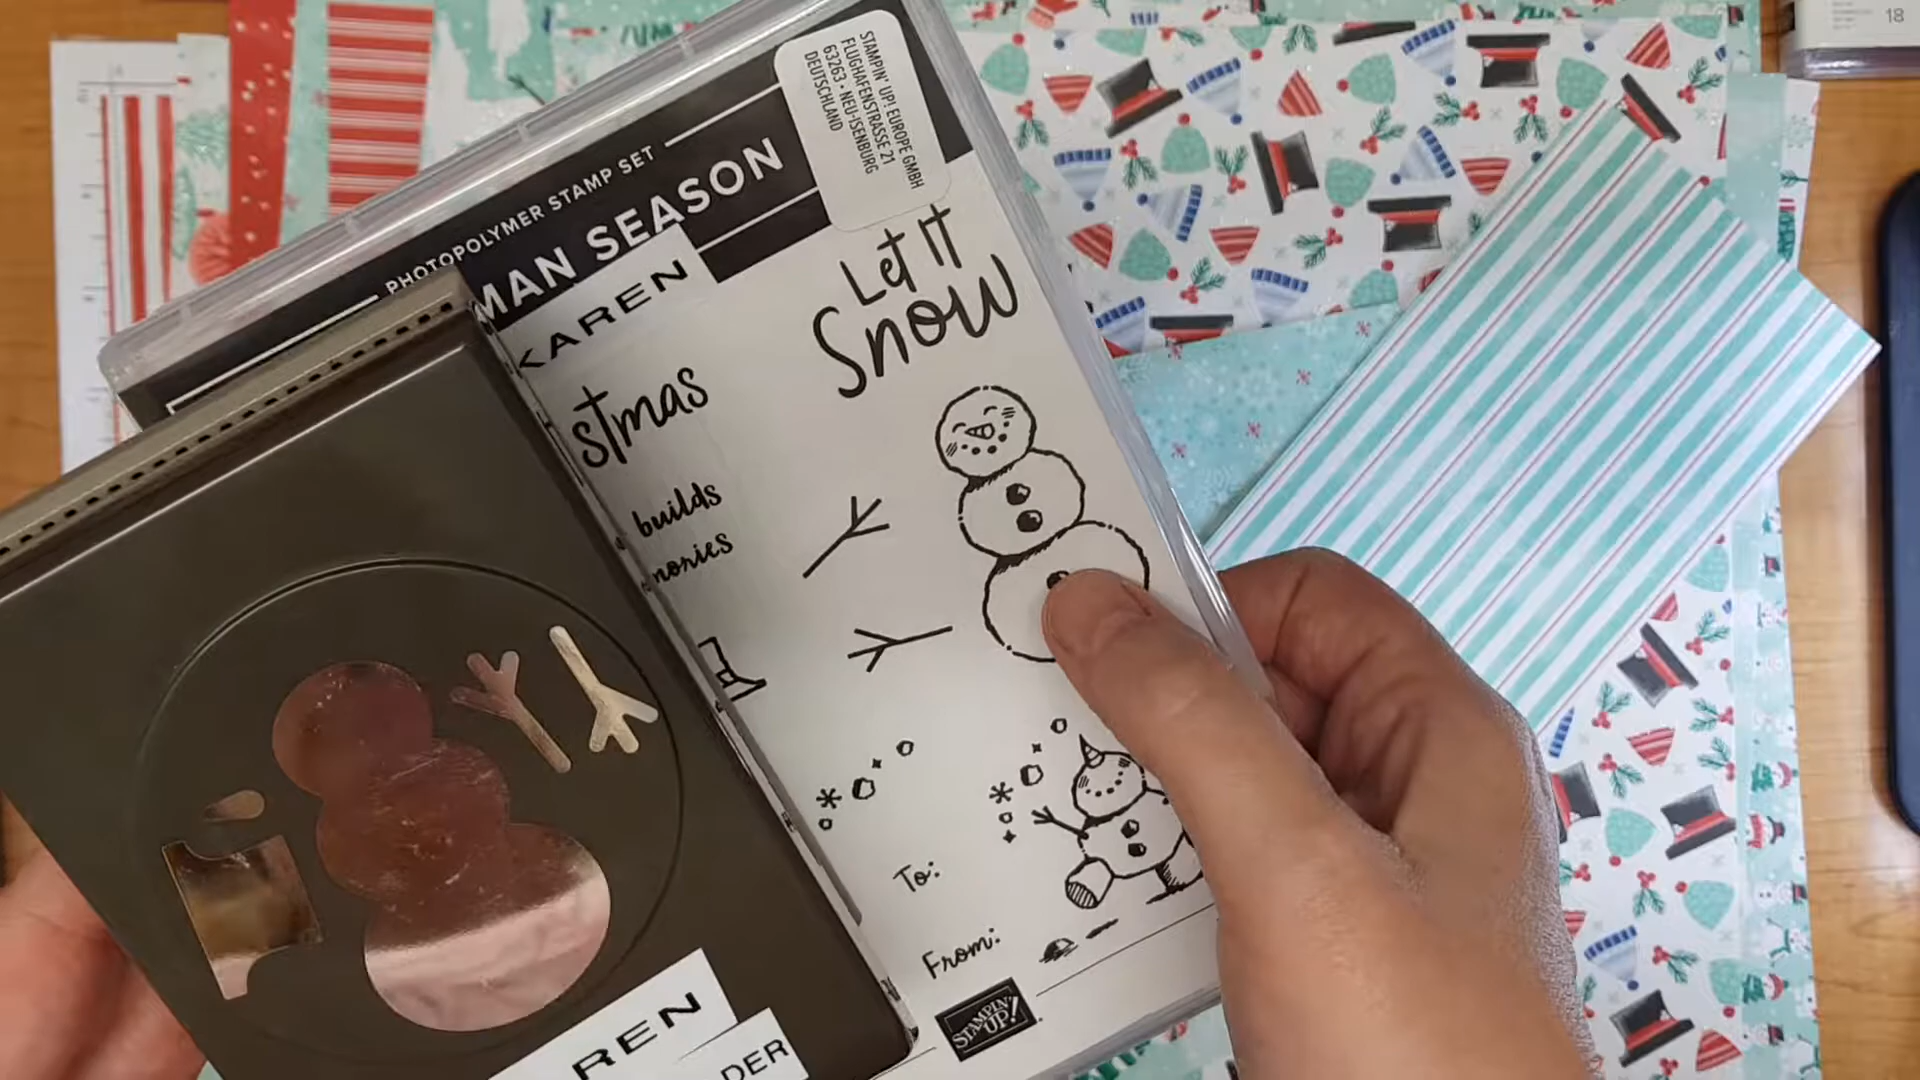 18
STAMPIN' UP! EUROPE GMBH
FLUGHAFENSTRASSE 21
63263 • NEU-ISENBURG
DEUTSCHLAND
PHOTOPOLYMER STAMP SET
MAN SEASON
KAREN
LET IT
Snow
stmas
builds
mories
To:
From:
STAMPIN' UP!
REN
DER